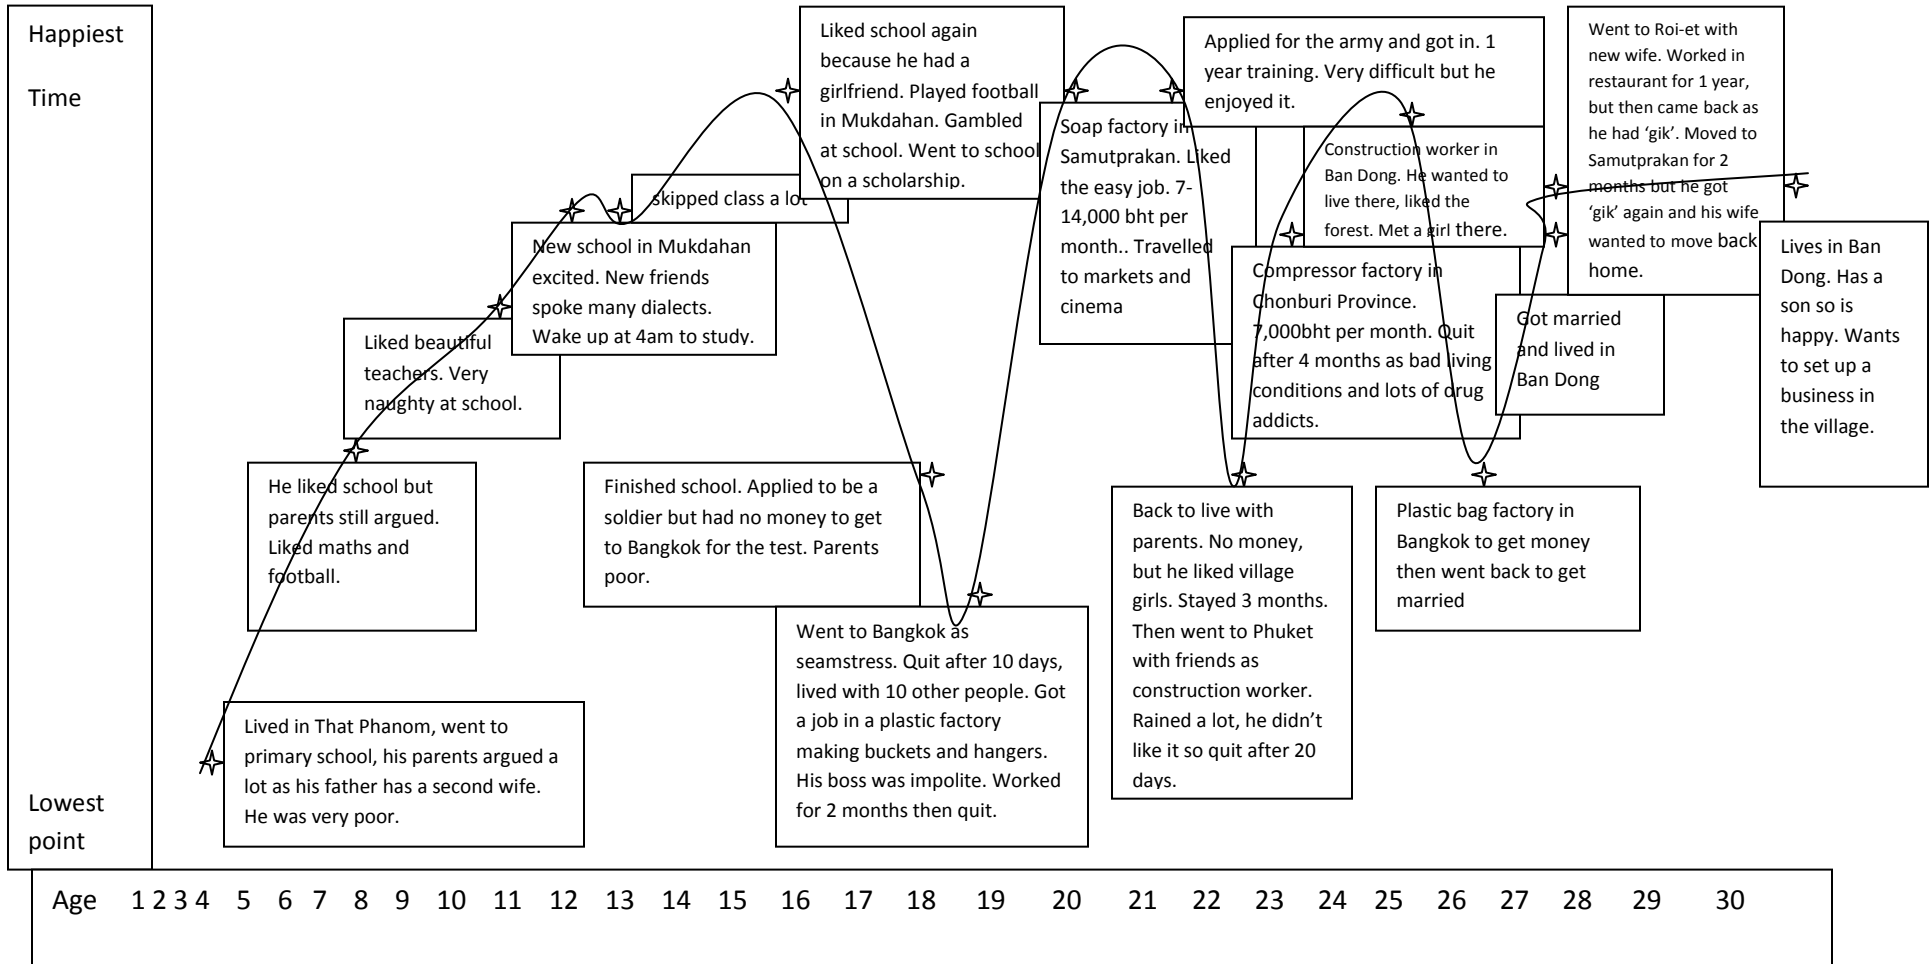 Happiest
Time
Lowest
point
Lived in That Phanom, went to
primary school, his parents argued a
lot as his father has a second wife.
He was very poor.
He liked school but
parents still argued.
Liked maths and
football.
Liked beautiful
teachers. Very
naughty at school.
New school in Mukdahan
excited. New friends
spoke many dialects.
Wake up at 4am to study.
skipped class a lot
Liked school again
because he had a
girlfriend. Played football
in Mukdahan. Gambled
at school. Went to school
on a scholarship.
Finished school. Applied to be a
soldier but had no money to get
to Bangkok for the test. Parents
poor.
Went to Bangkok as
seamstress. Quit after 10 days,
lived with 10 other people. Got
a job in a plastic factory
making buckets and hangers.
His boss was impolite. Worked
for 2 months then quit.
Soap factory in
Samutprakan. Liked
the easy job. 7-
14,000 bht per
month.. Travelled
to markets and
cinema
Applied for the army and got in. 1
year training. Very difficult but he
enjoyed it.
Back to live with
parents. No money,
but he liked village
girls. Stayed 3 months.
Then went to Phuket
with friends as
construction worker.
Rained a lot, he didn’t
like it so quit after 20
days.
Compressor factory in
Chonburi Province.
7,000bht per month. Quit
after 4 months as bad living
conditions and lots of drug
addicts.
Construction worker in
Ban Dong. He wanted to
live there, liked the
forest. Met a girl there.
Plastic bag factory in
Bangkok to get money
then went back to get
married
Got married
and lived in
Ban Dong
Went to Roi-et with
new wife. Worked in
restaurant for 1 year,
but then came back as
he had ‘gik’. Moved to
Samutprakan for 2
months but he got
‘gik’ again and his wife
wanted to move back
home.
Lives in Ban
Dong. Has a
son so is
happy. Wants
to set up a
business in
the village.
Age 1 2 3 4 5 6 7 8 9 10 11 12 13 14 15 16 17 18 19 20 21 22 23 24 25 26 27 28 29 30